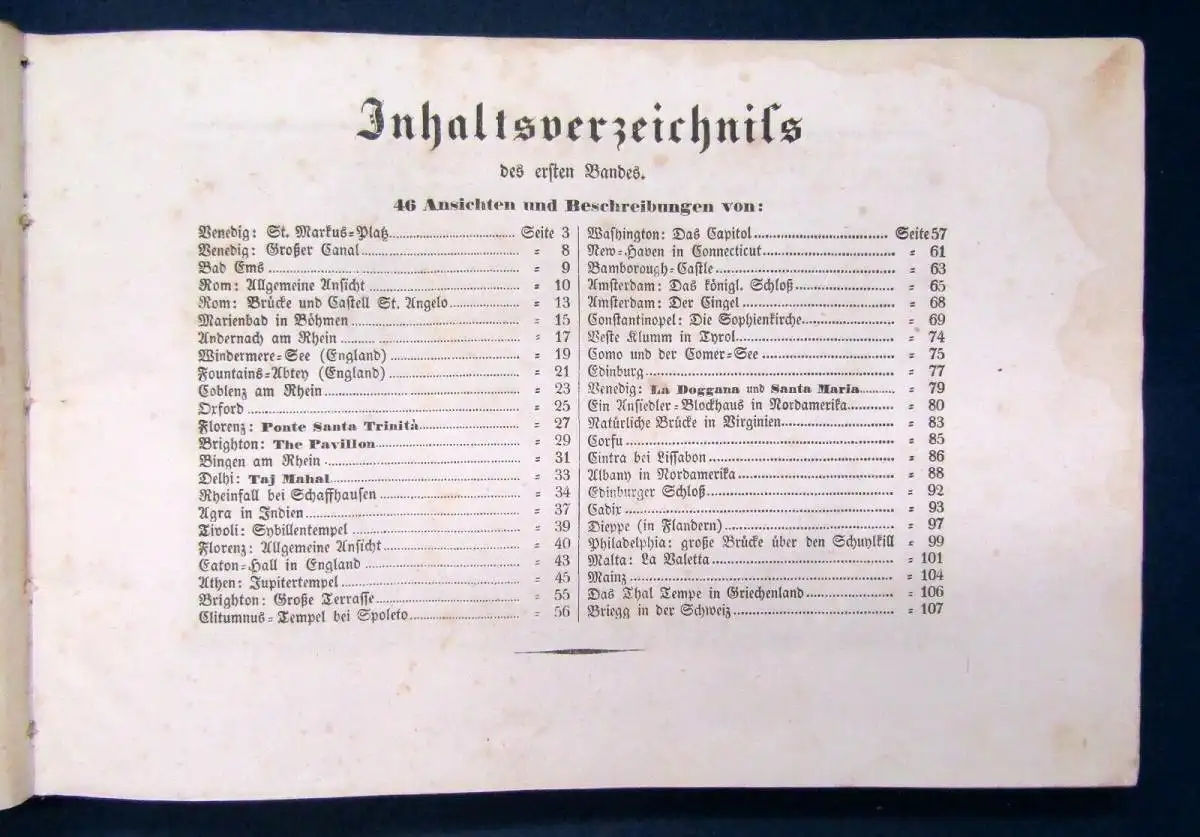 Inhaltsverzeichniſs
des erſten Bandes.
46 Ansichten und Beschreibungen von:
Venedig: St. Markus=Platz Seite 3
Venedig: Großer Canal = 8
Bad Ems = 9
Rom: Allgemeine Anſicht = 10
Rom: Brücke und Caſtell St. Angelo = 13
Marienbad in Böhmen = 15
Andernach am Rhein = 17
Windermere=See (England) = 19
Fountains=Abtey (England) = 21
Coblenz am Rhein = 23
Oxford = 25
Florenz: Ponte Santa Trinità = 27
Brighton: The Pavillon = 29
Bingen am Rhein = 31
Delhi: Taj Mahal = 33
Rheinfall bei Schaffhauſen = 34
Agra in Indien = 37
Tivoli: Sybillentempel = 39
Florenz: Allgemeine Anſicht = 40
Eaton=Hall in England = 43
Athen: Jupitertempel = 45
Brighton: Große Terraſſe = 55
Clitumnus=Tempel bei Spoleto = 56
Waſhington: Das Capitol Seite 57
New=Haven in Connecticut = 61
Bamborough=Caſtle = 63
Amſterdam: Das königl. Schloß = 65
Amſterdam: Der Cingel = 68
Conſtantinopel: Die Sophienkirche = 69
Veſte Klumm in Tyrol = 74
Como und der Comer=See = 75
Edinburg = 77
Venedig: La Doggana und Santa Maria = 79
Ein Anſiedler=Blockhaus in Nordamerika = 80
Natürliche Brücke in Virginien = 83
Corfu = 85
Cintra bei Liſſabon = 86
Albany in Nordamerika = 88
Edinburger Schloß = 92
Cadix = 93
Dieppe (in Flandern) = 97
Philadelphia: große Brücke über den Schuylkill = 99
Malta: La Valetta = 101
Mainz = 104
Das Thal Tempe in Griechenland = 106
Briegg in der Schweiz = 107